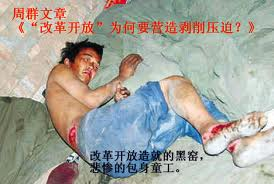 周群文章
《“改革开放”为何要营造剥削压迫？》
改革开放造就的黑窑，
悲惨的包身童工。